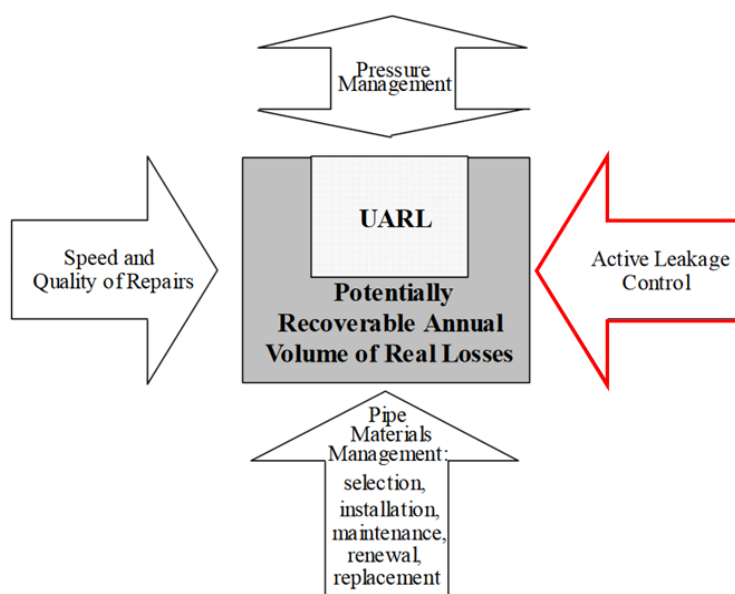 Pressure
Management
UARL
Speed and
Quality of Repairs
Active Leakage
Control
Potentially
Recoverable Annual
Volume of Real Losses
Pipe
Materials
Management:
selection,
installation,
maintenance,
renewal,
replacement